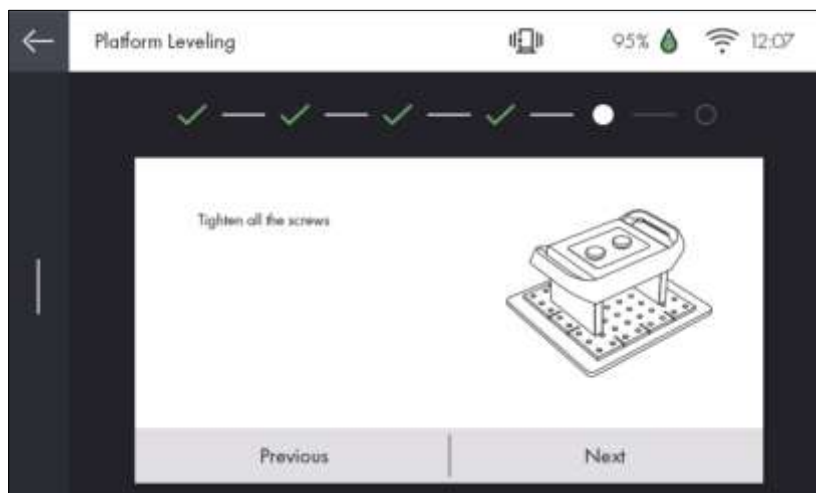 Platform Leveling 95% 12:07
Tighten all the screws
Previous Next